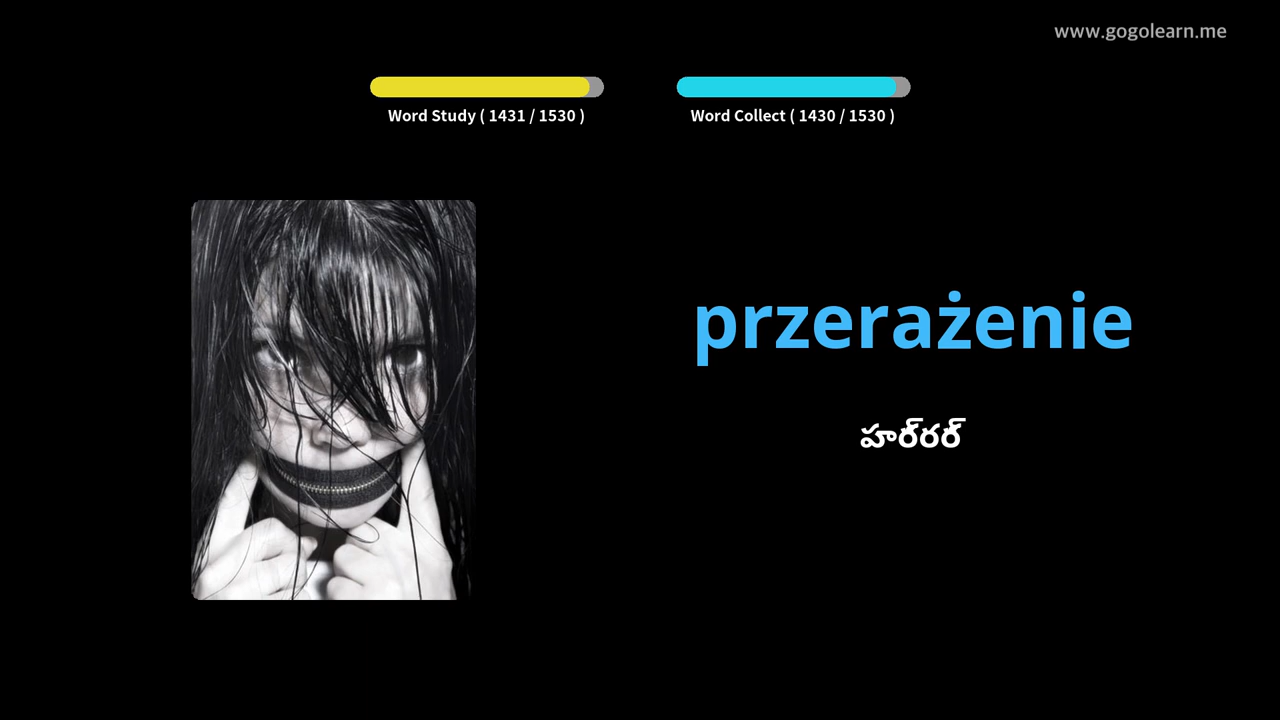 www.gogolearn.me
Word Study ( 1431 / 1530 )
Word Collect ( 1430 / 1530 )
przerażenie
హర్రర్